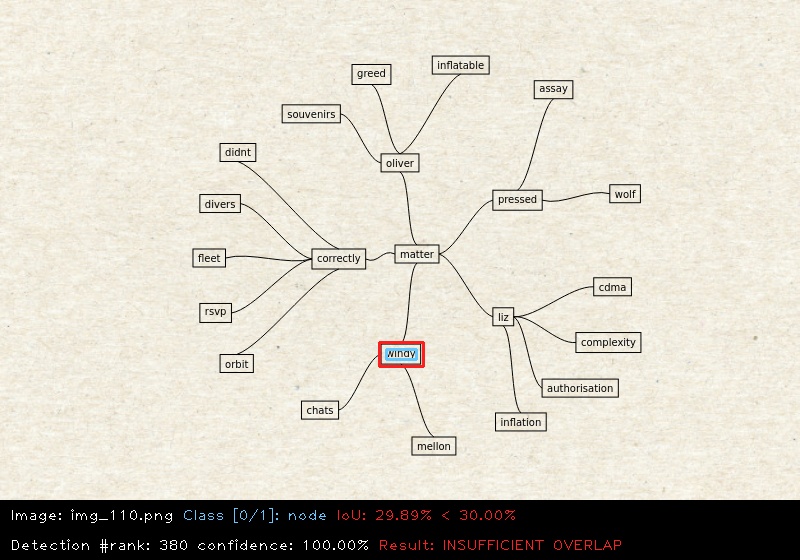 greed
inflatable
assay
souvenirs
didnt
oliver
wolf
pressed
divers
matter
fleet
correctly
cdma
rsvp
liz
complexity
windy
orbit
authorisation
chats
inflation
mellon
Image: img_110.png Class [0/1]: node IoU: 29.89% < 30.00%
Detection #rank: 380 confidence: 100.00% Result: INSUFFICIENT OVERLAP